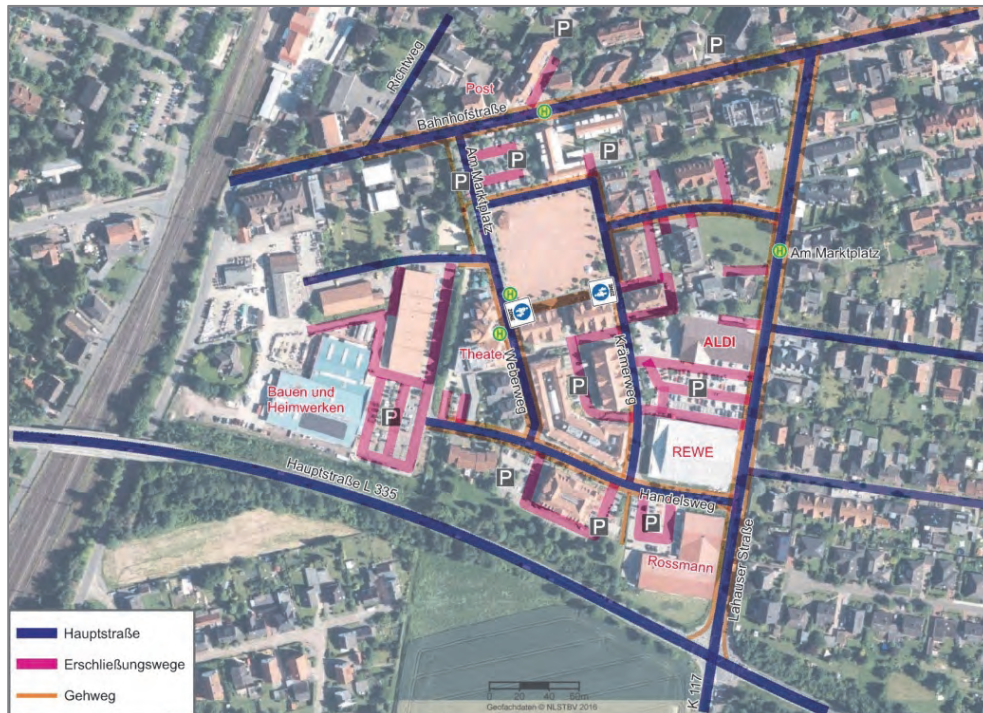 P
P
Richtweg
Post
Bahnhofstraße
H
P
P
P
Am Marktplatz
H
Am Marktplatz
H
H
Theate
Weberweg
Krämerweg
ALDI
Bauen und
Heimwerken
P
P
P
REWE
Hauptstraße L 335
P
Handelsweg
P
P
Rossmann
Lahauser Straße
K 117
Hauptstraße
Erschließungswege
Gehweg
0 20 40 60m
Geofachdaten © NLSTBV 2016